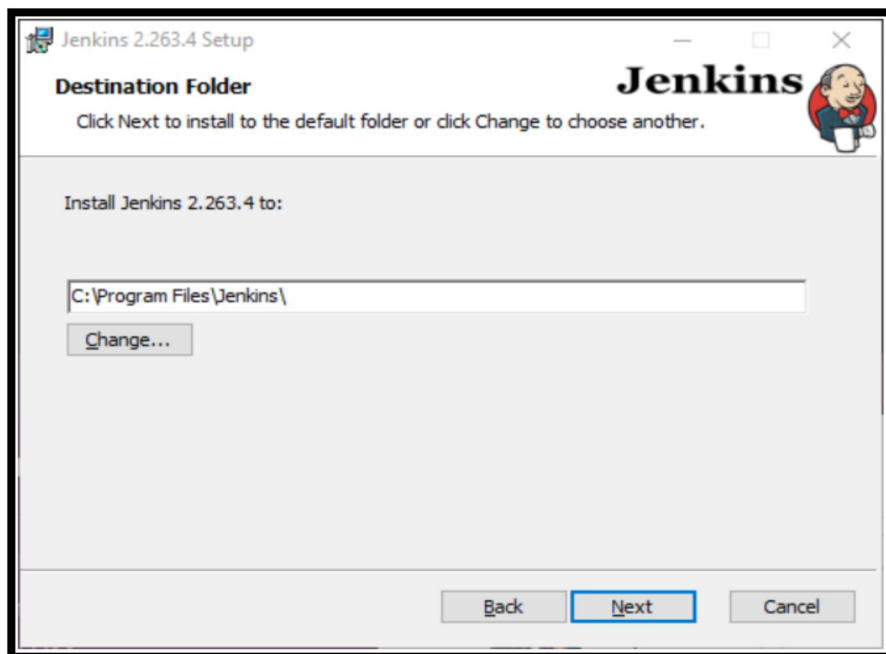 Jenkins 2.263.4 Setup
Destination Folder
Jenkins
Click Next to install to the default folder or click Change to choose another.
Install Jenkins 2.263.4 to:
C:\Program Files\Jenkins\
Change...
Back
Next
Cancel